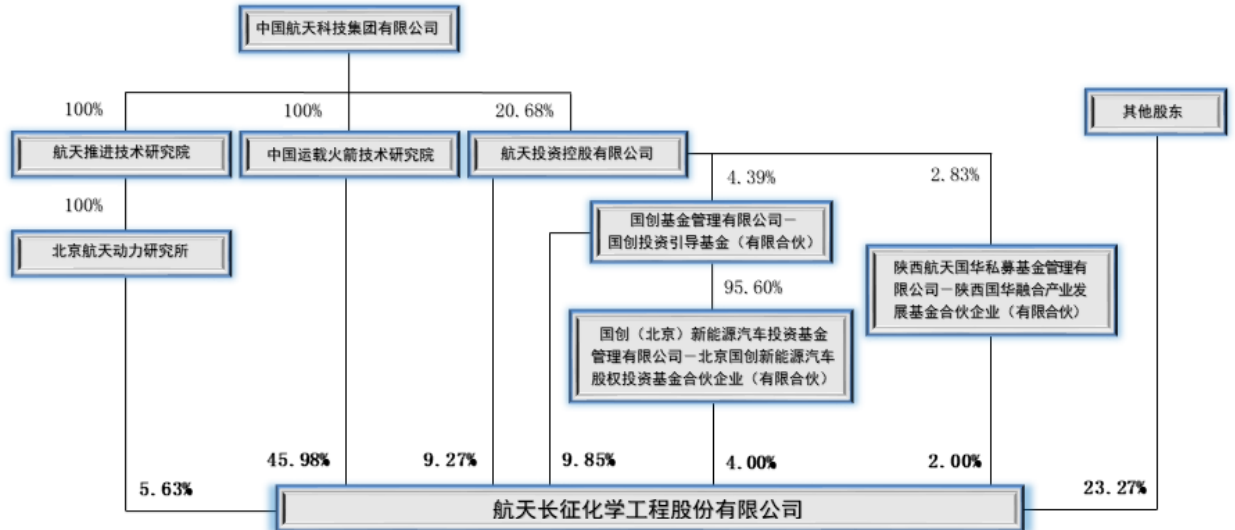 中国航天科技集团有限公司
100%
100%
20.68%
其他股东
航天推进技术研究院
中国运载火箭技术研究院
航天投资控股有限公司
4.39%
2.83%
100%
国创基金管理有限公司－
国创投资引导基金（有限合伙）
北京航天动力研究所
陕西航天国华私募基金管理有
限公司－陕西国华融合产业发
展基金合伙企业（有限合伙）
95.60%
国创（北京）新能源汽车投资基金
管理有限公司－北京国创新能源汽车
股权投资基金合伙企业（有限合伙）
5.63%
45.98%
9.27%
9.85%
4.00%
2.00%
23.27%
航天长征化学工程股份有限公司